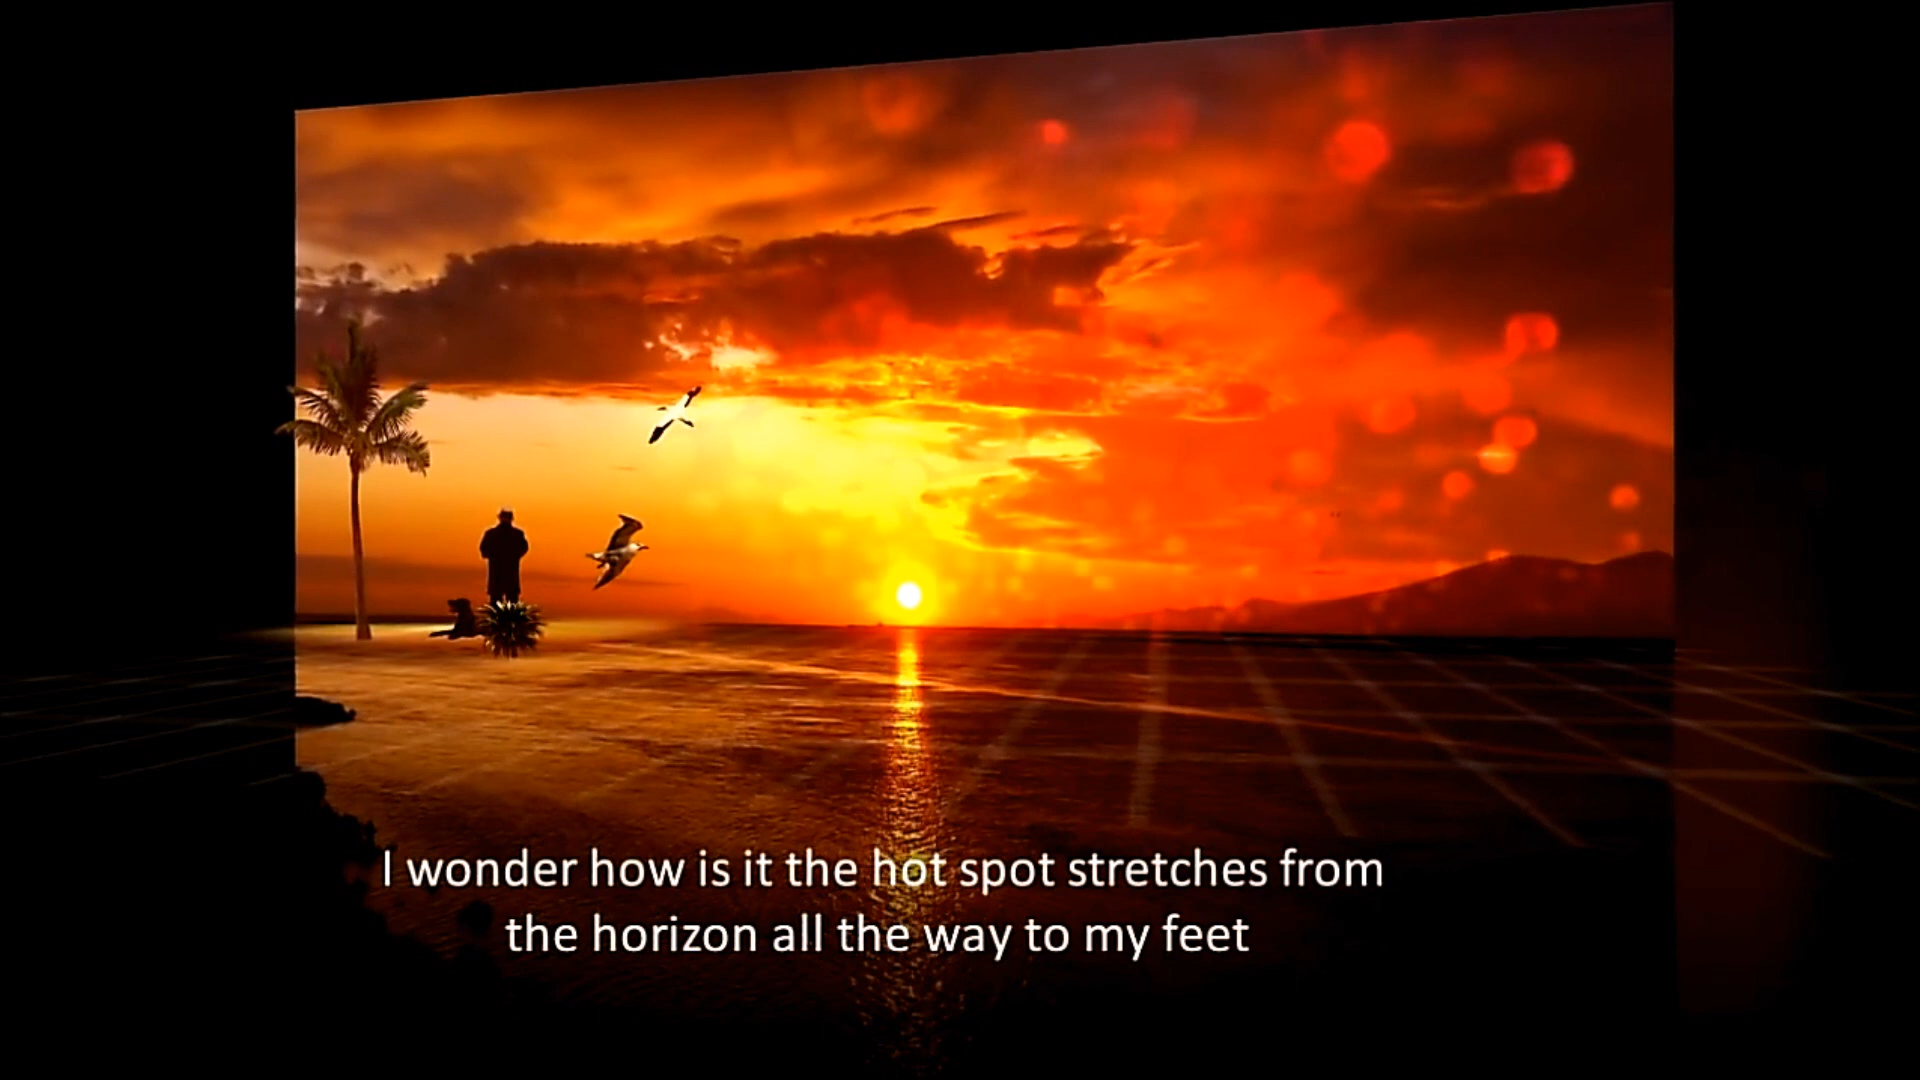 I wonder how is it the hot spot stretches from
the horizon all the way to my feet